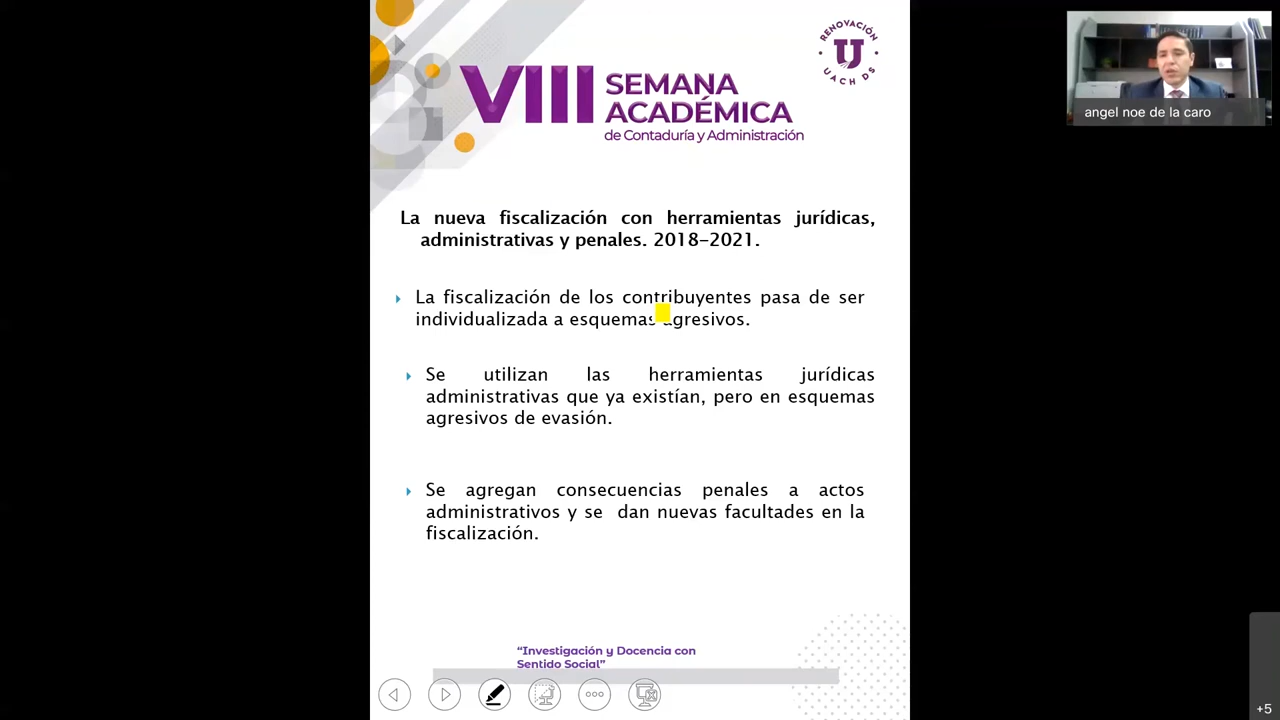 RENOVACIÓN
U
UACH DS
VIII SEMANA
ACADÉMICA
de Contaduría y Administración
angel noe de la caro
La nueva fiscalización con herramientas jurídicas,
administrativas y penales. 2018-2021.
La fiscalización de los contribuyentes pasa de ser
individualizada a esquemas agresivos.
Se utilizan las herramientas jurídicas
administrativas que ya existían, pero en esquemas
agresivos de evasión.
Se agregan consecuencias penales a actos
administrativos y se dan nuevas facultades en la
fiscalización.
“Investigación y Docencia con
Sentido Social”
+5